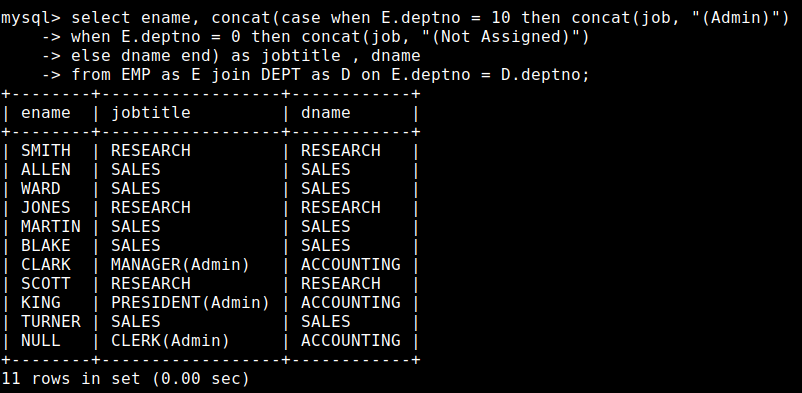 mysql> select ename, concat(case when E.deptno = 10 then concat(job, "(Admin)")
    -> when E.deptno = 0 then concat(job, "(Not Assigned)")
    -> else dname end) as jobtitle , dname
    -> from EMP as E join DEPT as D on E.deptno = D.deptno;
+--------+------------------+------------+
| ename  | jobtitle         | dname      |
+--------+------------------+------------+
| SMITH  | RESEARCH         | RESEARCH   |
| ALLEN  | SALES            | SALES      |
| WARD   | SALES            | SALES      |
| JONES  | RESEARCH         | RESEARCH   |
| MARTIN | SALES            | SALES      |
| BLAKE  | SALES            | SALES      |
| CLARK  | MANAGER(Admin)   | ACCOUNTING |
| SCOTT  | RESEARCH         | RESEARCH   |
| KING   | PRESIDENT(Admin) | ACCOUNTING |
| TURNER | SALES            | SALES      |
| NULL   | CLERK(Admin)     | ACCOUNTING |
+--------+------------------+------------+
11 rows in set (0.00 sec)